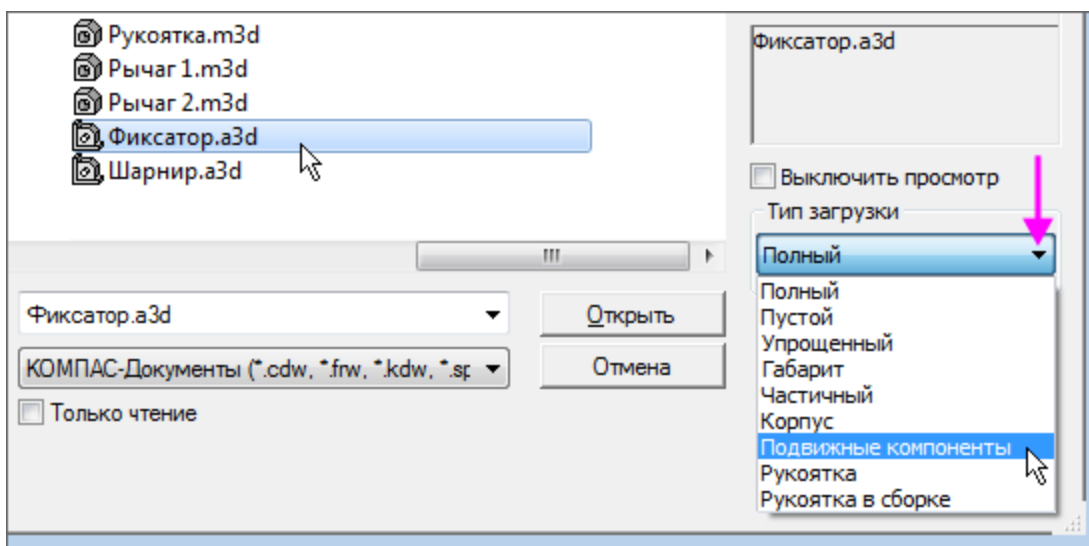 Рукоятка.m3d
Рычаг 1.m3d
Рычаг 2.m3d
Фиксатор.a3d
Шарнир.a3d
Фиксатор.a3d
Выключить просмотр
Тип загрузки
Полный
Полный
Пустой
Упрощенный
Габарит
Частичный
Корпус
Подвижные компоненты
Рукоятка
Рукоятка в сборке
Фиксатор.a3d
Открыть
КОМПАС-Документы (*.cdw, *.frw, *.kdw, *.sp
Отмена
Только чтение